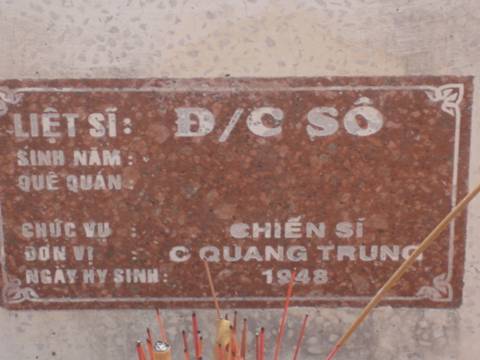 LIỆT SĨ: Đ/C SÔ
SINH NĂM:
QUÊ QUÁN:
CHỨC VỤ : CHIẾN SĨ
ĐƠN VỊ : C QUANG TRUNG
NGÀY HY SINH: 1948